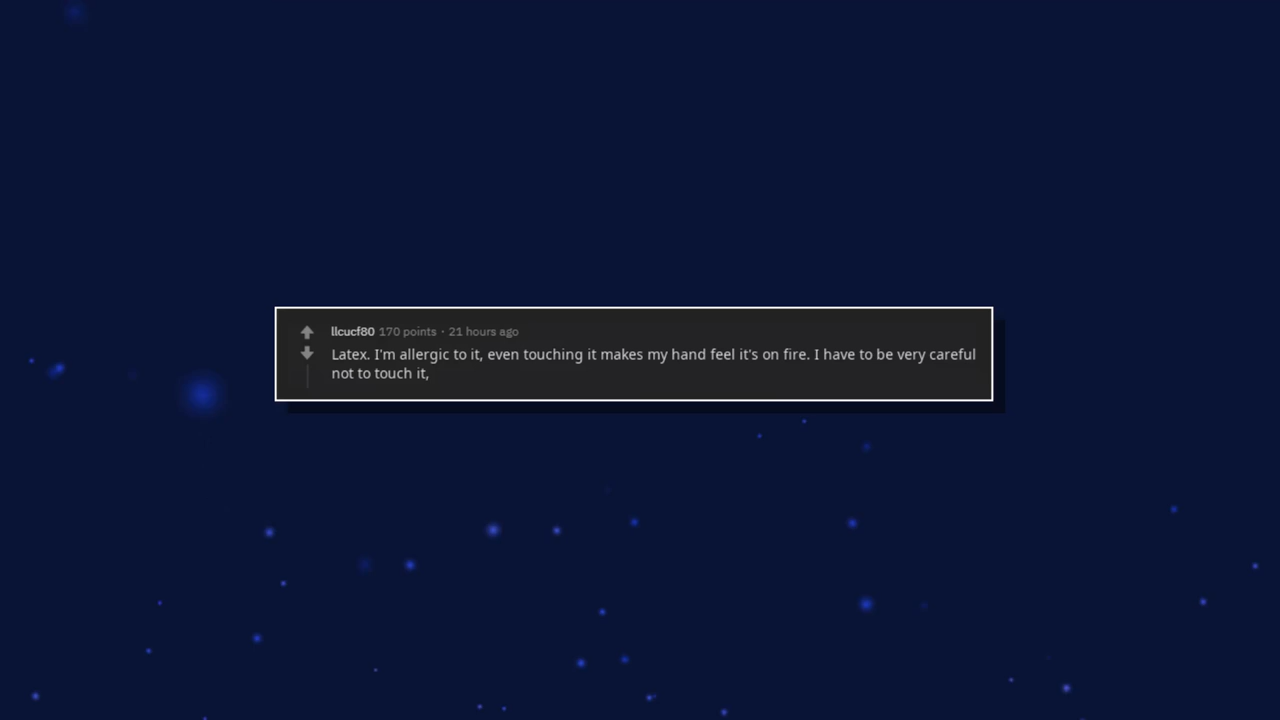 llcucf80 170 points · 21 hours ago
Latex. I'm allergic to it, even touching it makes my hand feel it's on fire. I have to be very careful
not to touch it,